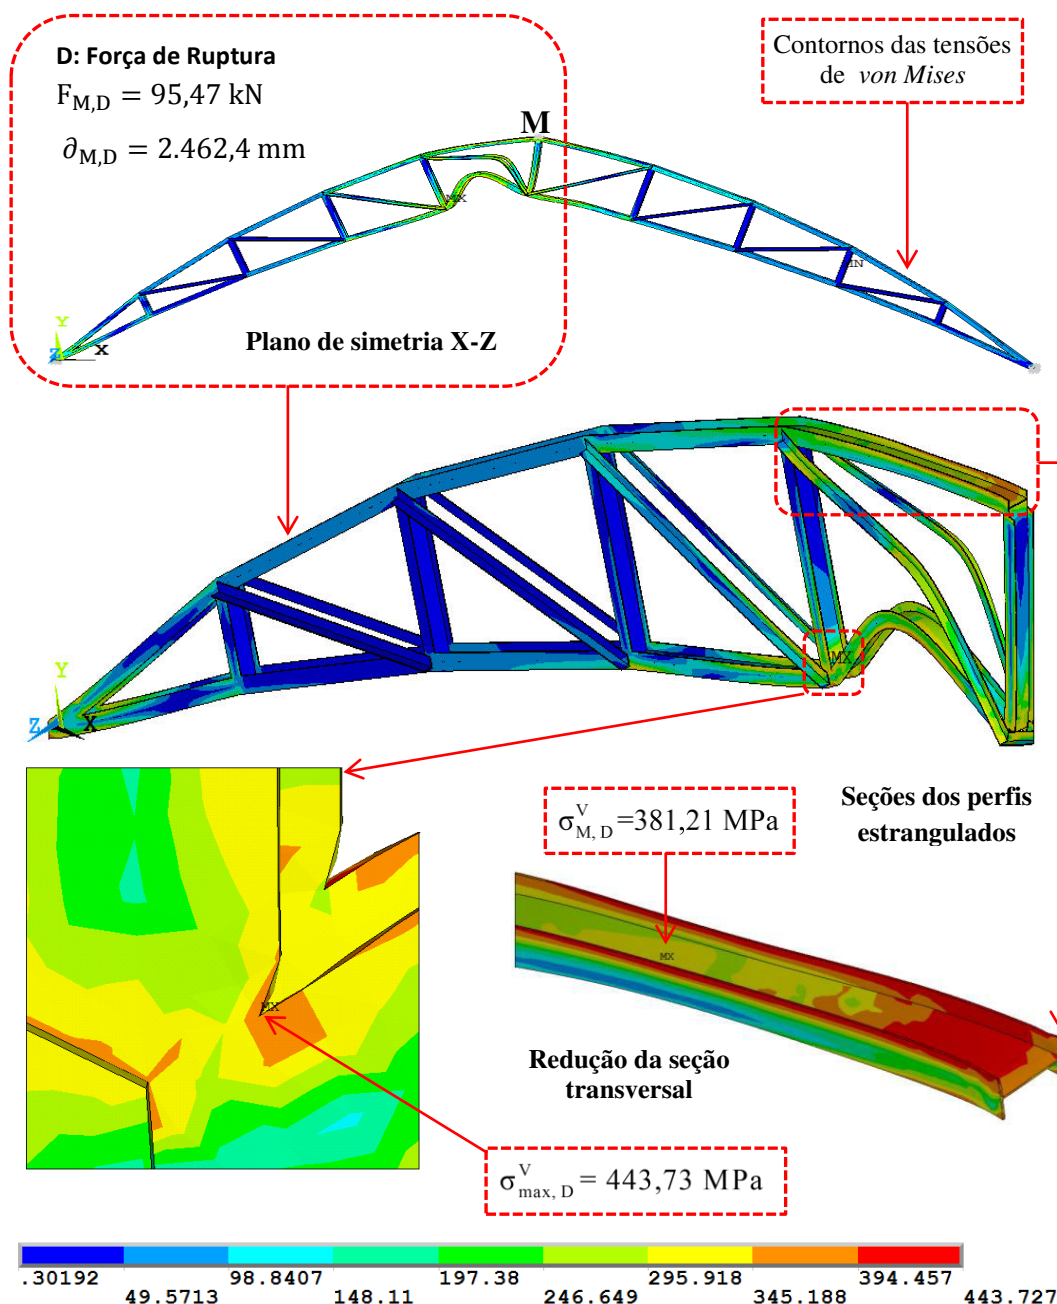 D: Força de Ruptura
F_M,D = 95,47 kN
∂_M,D = 2.462,4 mm
Contornos das tensões
de von Mises
M
MX
MN
Y
Z X
Plano de simetria X-Z
MX
Y
Z X
Seções dos perfis
estrangulados
σ^V_M, D =381,21 MPa
MX
MX
Redução da seção
transversal
σ^V_max, D = 443,73 MPa
.30192 98.8407 197.38 295.918 394.457
49.5713 148.11 246.649 345.188 443.727